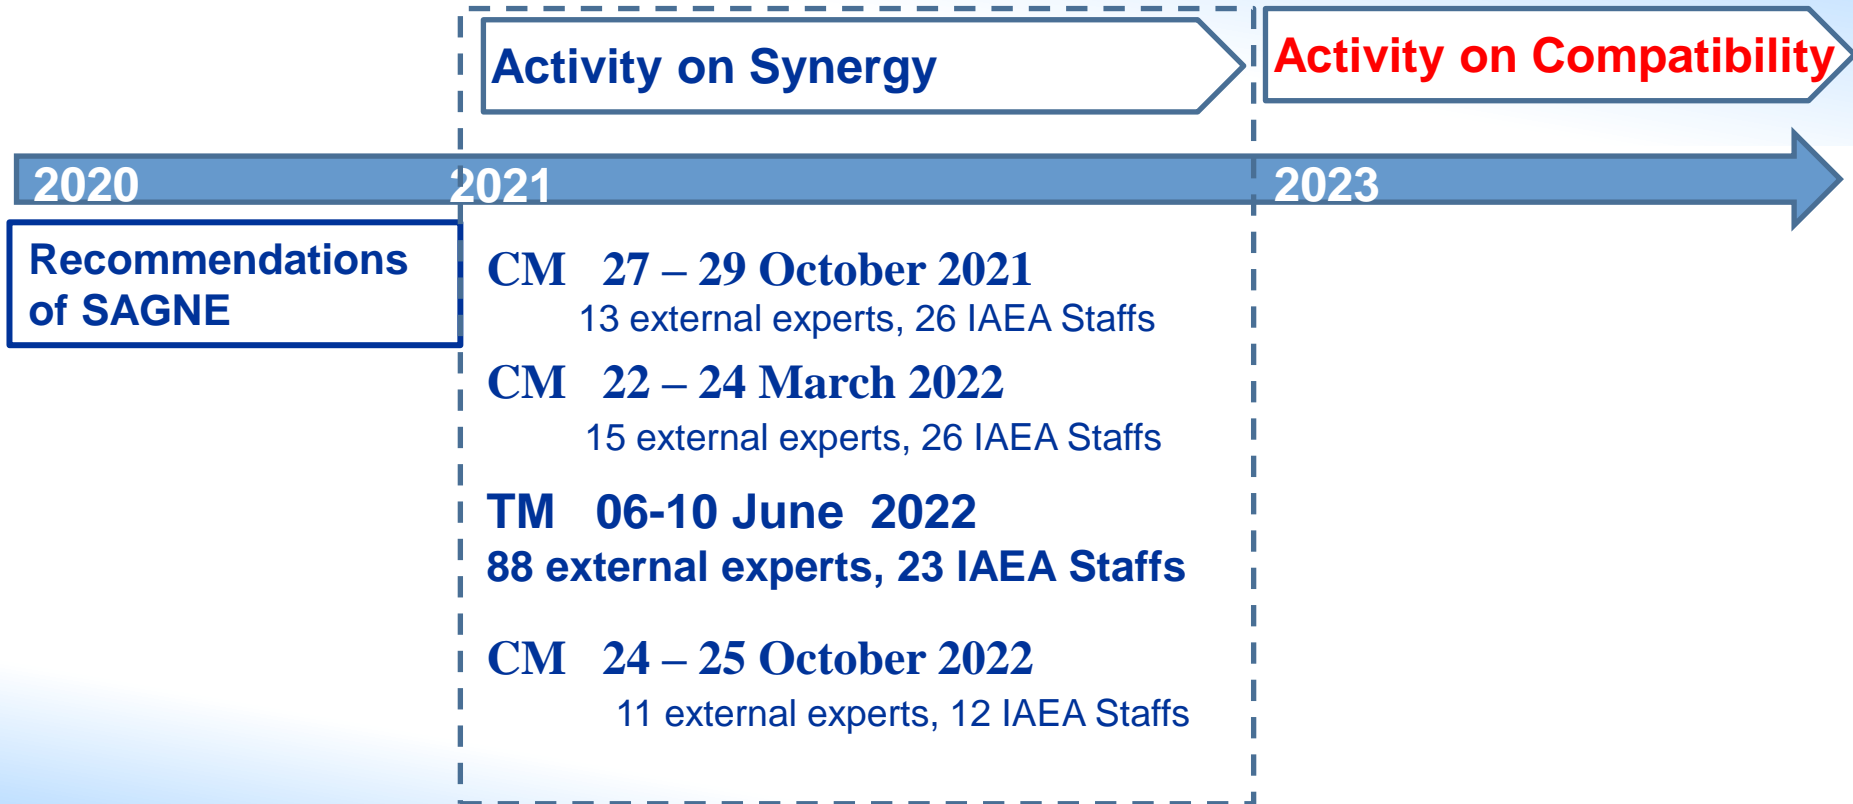 Activity on Synergy
Activity on Compatibility
2020
2021
2023
Recommendations
of SAGNE
CM 27 – 29 October 2021
13 external experts, 26 IAEA Staffs
CM 22 – 24 March 2022
15 external experts, 26 IAEA Staffs
TM 06-10 June 2022
88 external experts, 23 IAEA Staffs
CM 24 – 25 October 2022
11 external experts, 12 IAEA Staffs